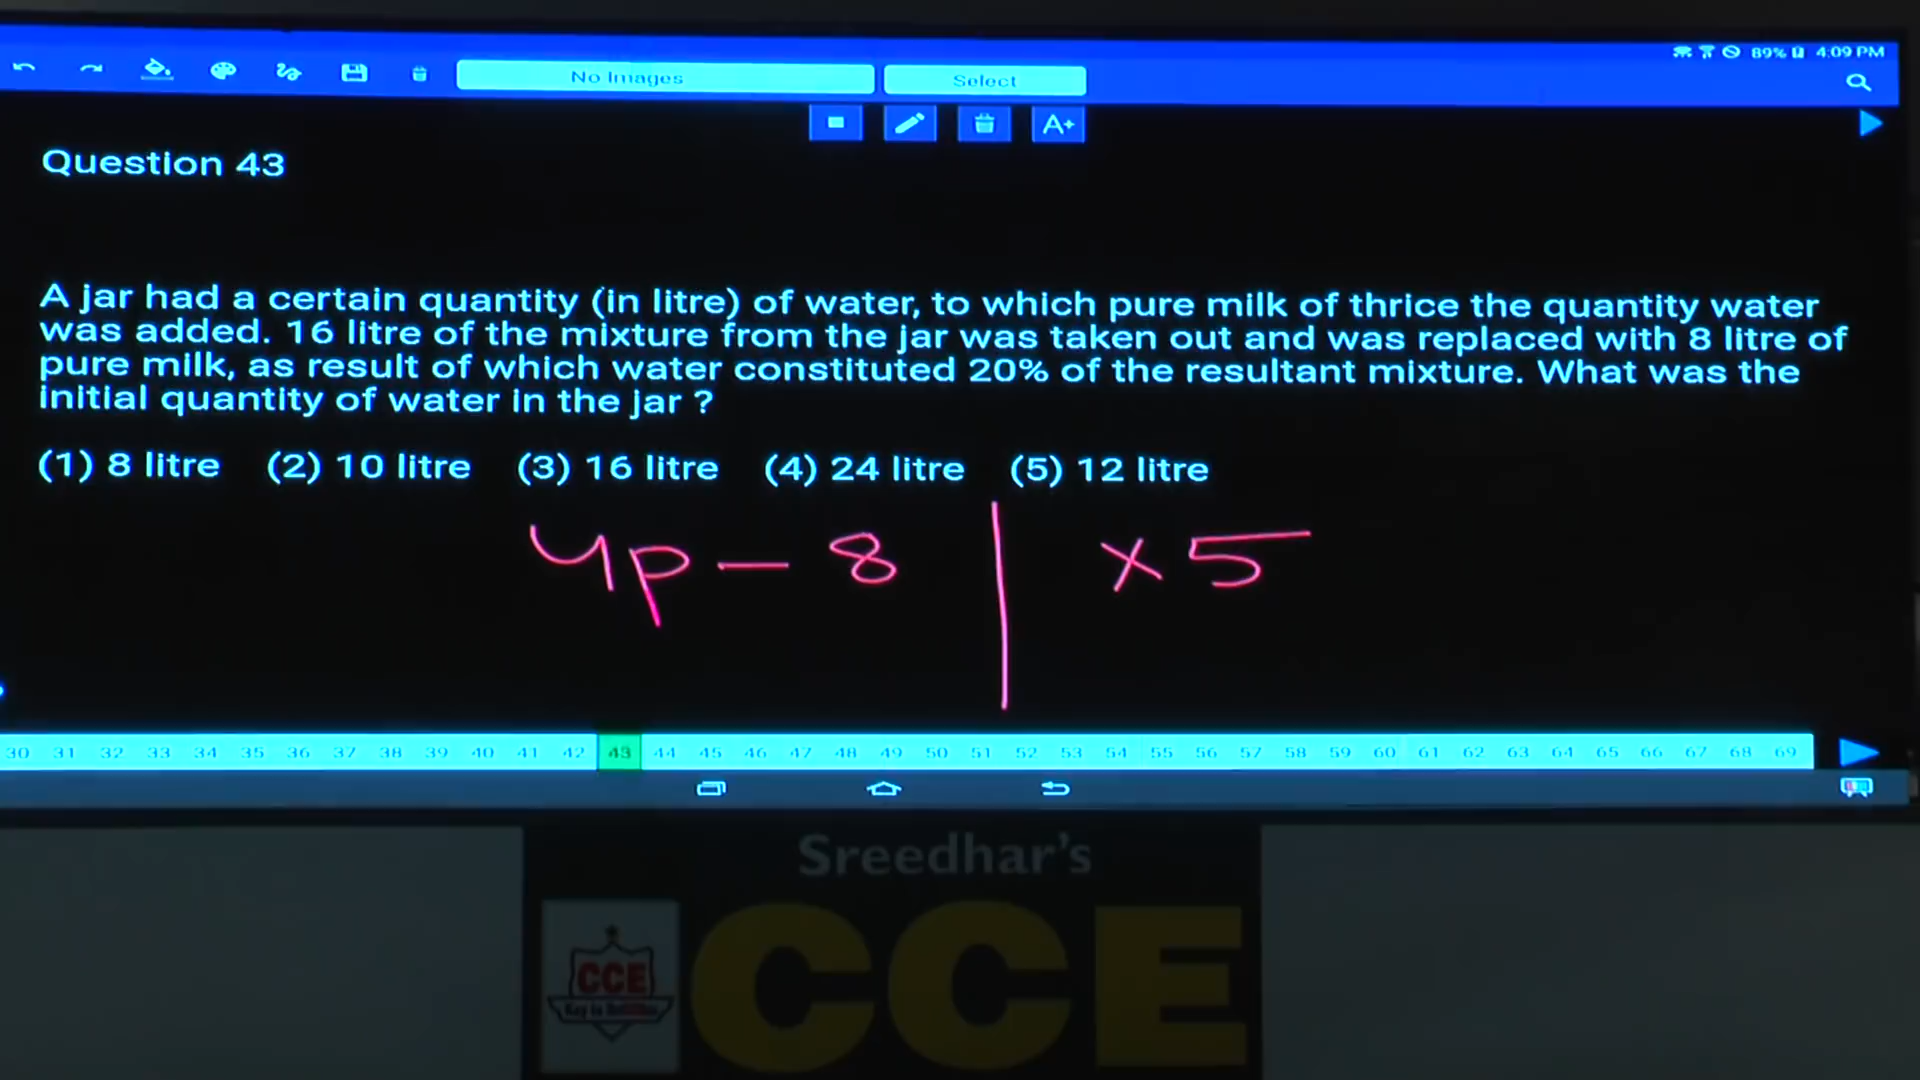 89% 4:09 PM
No Images Select
A+
Question 43
A jar had a certain quantity (in litre) of water, to which pure milk of thrice the quantity water
was added. 16 litre of the mixture from the jar was taken out and was replaced with 8 litre of
pure milk, as result of which water constituted 20% of the resultant mixture. What was the
initial quantity of water in the jar ?
(1) 8 litre (2) 10 litre (3) 16 litre (4) 24 litre (5) 12 litre
4p - 8 | x 5
30 31 32 33 34 35 36 37 38 39 40 41 42 43 44 45 46 47 48 49 50 51 52 53 54 55 56 57 58 59 60 61 62 63 64 65 66 67 68 69
Sreedhar's
CCE
CCE